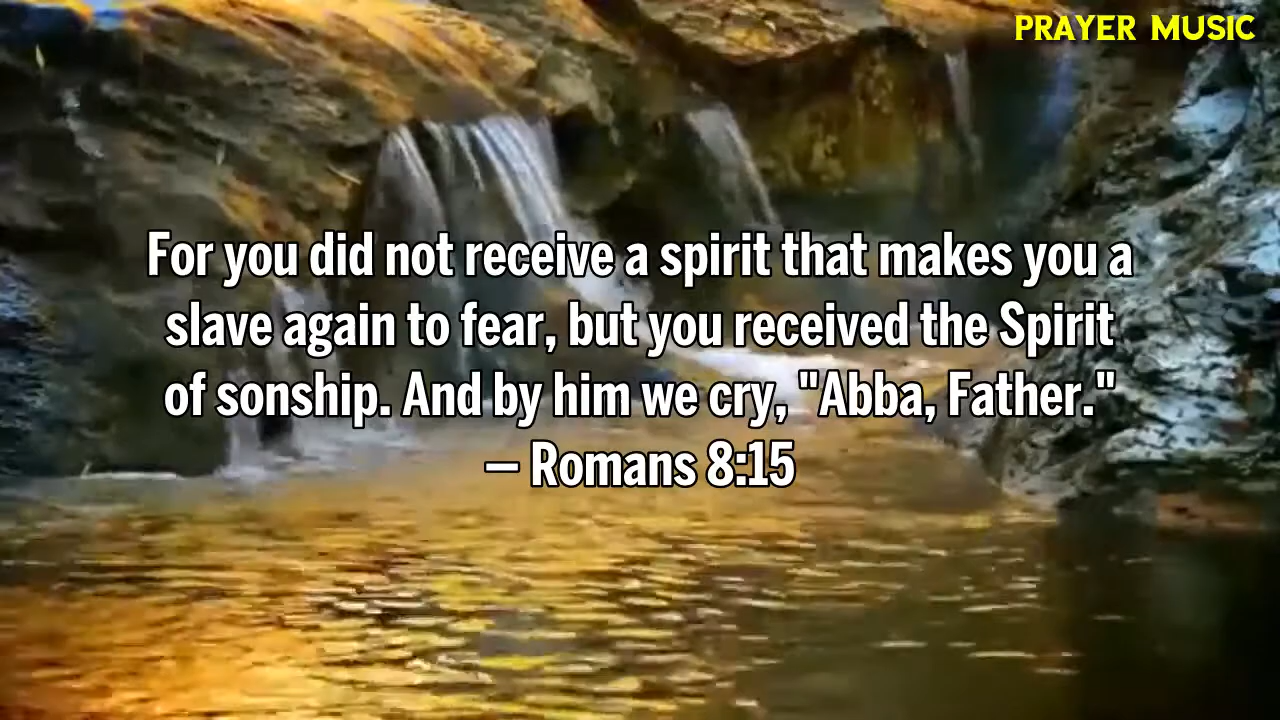 PRAYER MUSIC
For you did not receive a spirit that makes you a
slave again to fear, but you received the Spirit
of sonship. And by him we cry, "Abba, Father."
— Romans 8:15